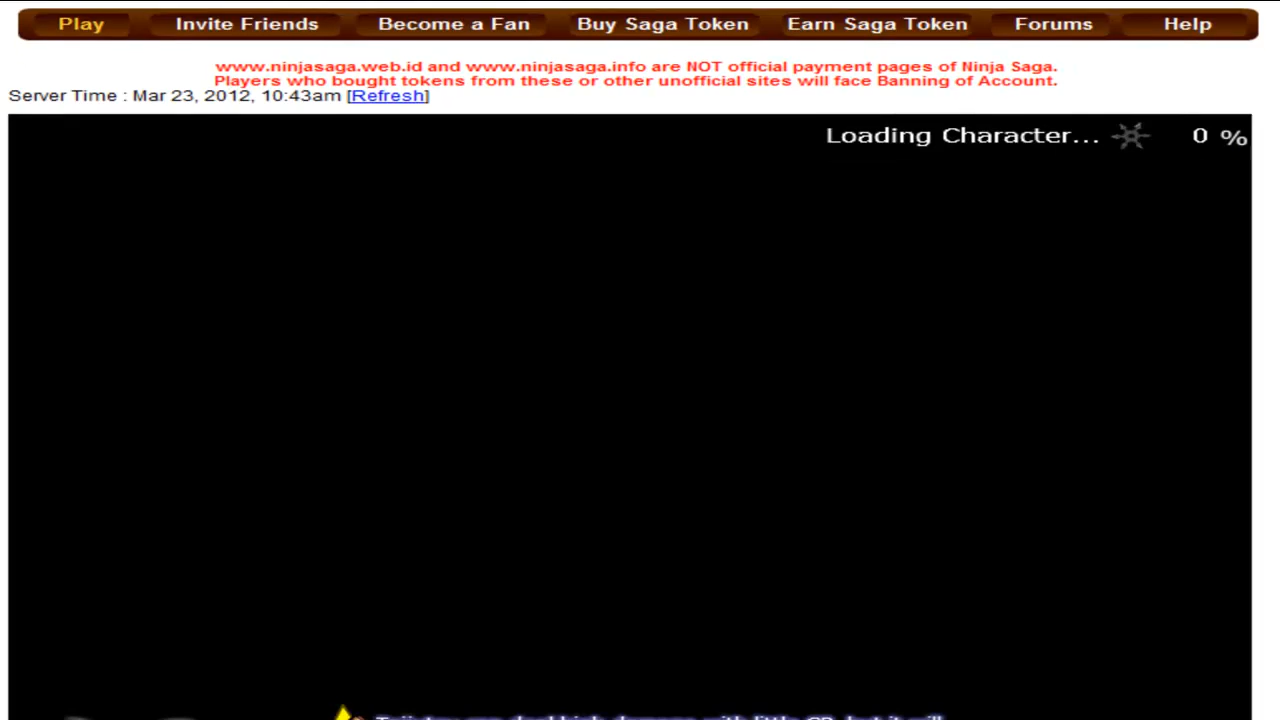 Play Invite Friends Become a Fan Buy Saga Token Earn Saga Token Forums Help
www.ninjasaga.web.id and www.ninjasaga.info are NOT official payment pages of Ninja Saga.
Players who bought tokens from these or other unofficial sites will face Banning of Account.
Server Time : Mar 23, 2012, 10:43am [Refresh]
Loading Character... 0 %